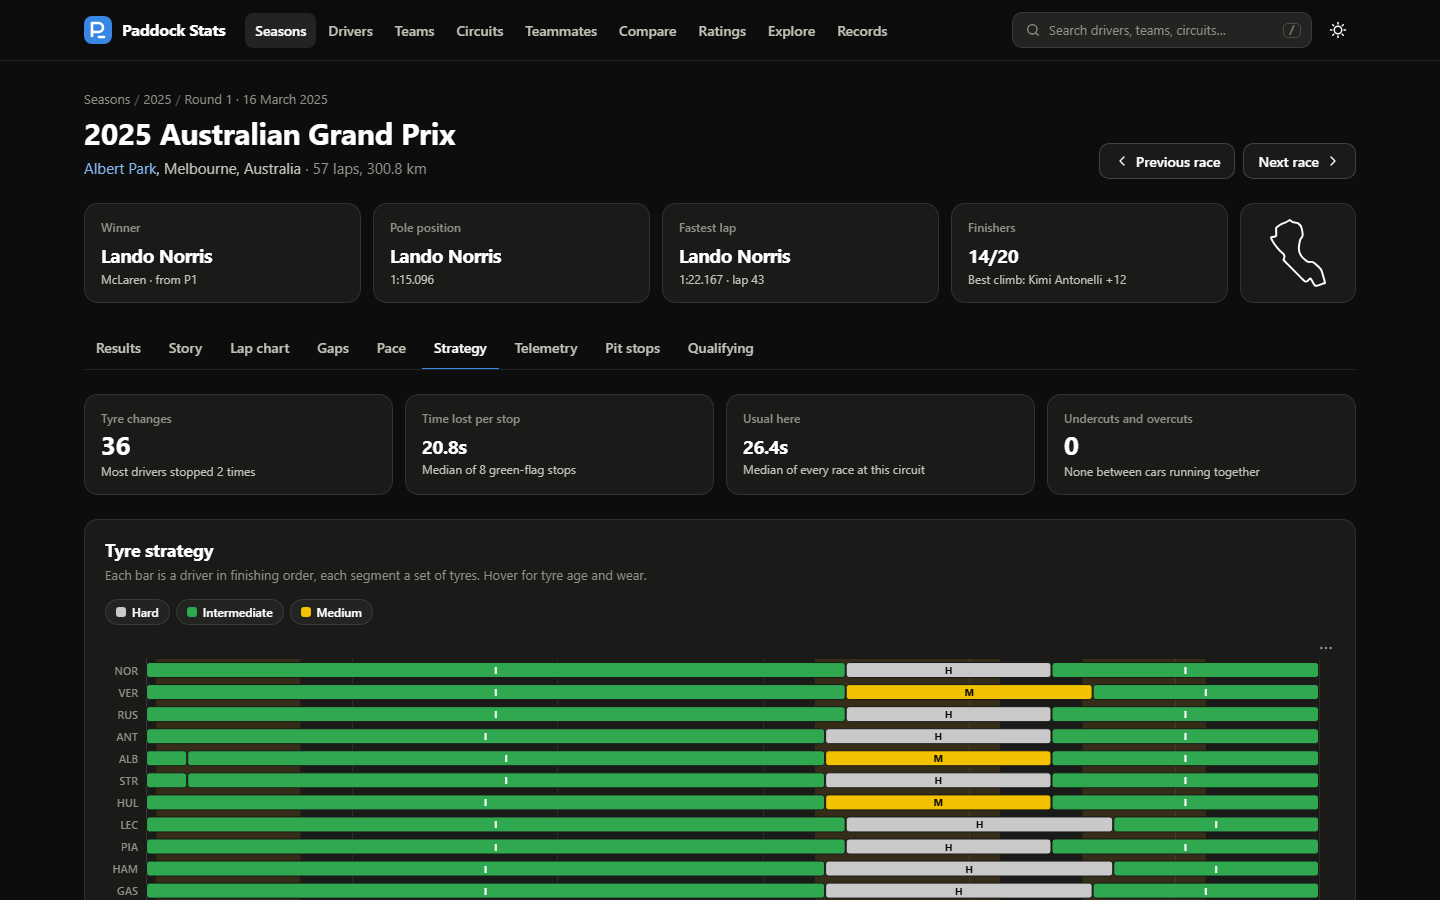 Paddock Stats
Seasons Drivers Teams Circuits Teammates Compare Ratings Explore Records
Search drivers, teams, circuits... /
Seasons / 2025 / Round 1 · 16 March 2025
2025 Australian Grand Prix
Albert Park, Melbourne, Australia · 57 laps, 300.8 km
Previous race Next race
Winner
Lando Norris
McLaren · from P1
Pole position
Lando Norris
1:15.096
Fastest lap
Lando Norris
1:22.167 · lap 43
Finishers
14/20
Best climb: Kimi Antonelli +12
Results Story Lap chart Gaps Pace Strategy Telemetry Pit stops Qualifying
Tyre changes
36
Most drivers stopped 2 times
Time lost per stop
20.8s
Median of 8 green-flag stops
Usual here
26.4s
Median of every race at this circuit
Undercuts and overcuts
0
None between cars running together
Tyre strategy
Each bar is a driver in finishing order, each segment a set of tyres. Hover for tyre age and wear.
Hard Intermediate Medium
...
NOR I H I
VER I M I
RUS I H I
ANT I H I
ALB I M I
STR I H I
HUL I M I
LEC I H I
PIA I H I
HAM I H I
GAS I H I